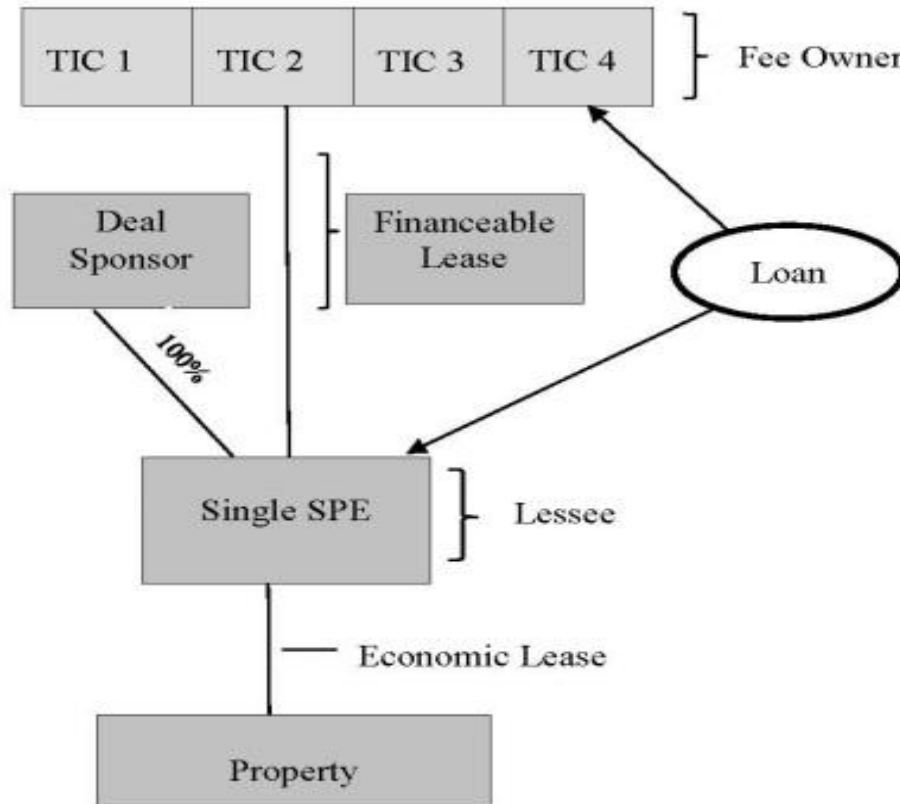 TIC 1 TIC 2 TIC 3 TIC 4 Fee Owner
Deal
Sponsor
Financeable
Lease
Loan
100%
Single SPE
Lessee
Economic Lease
Property